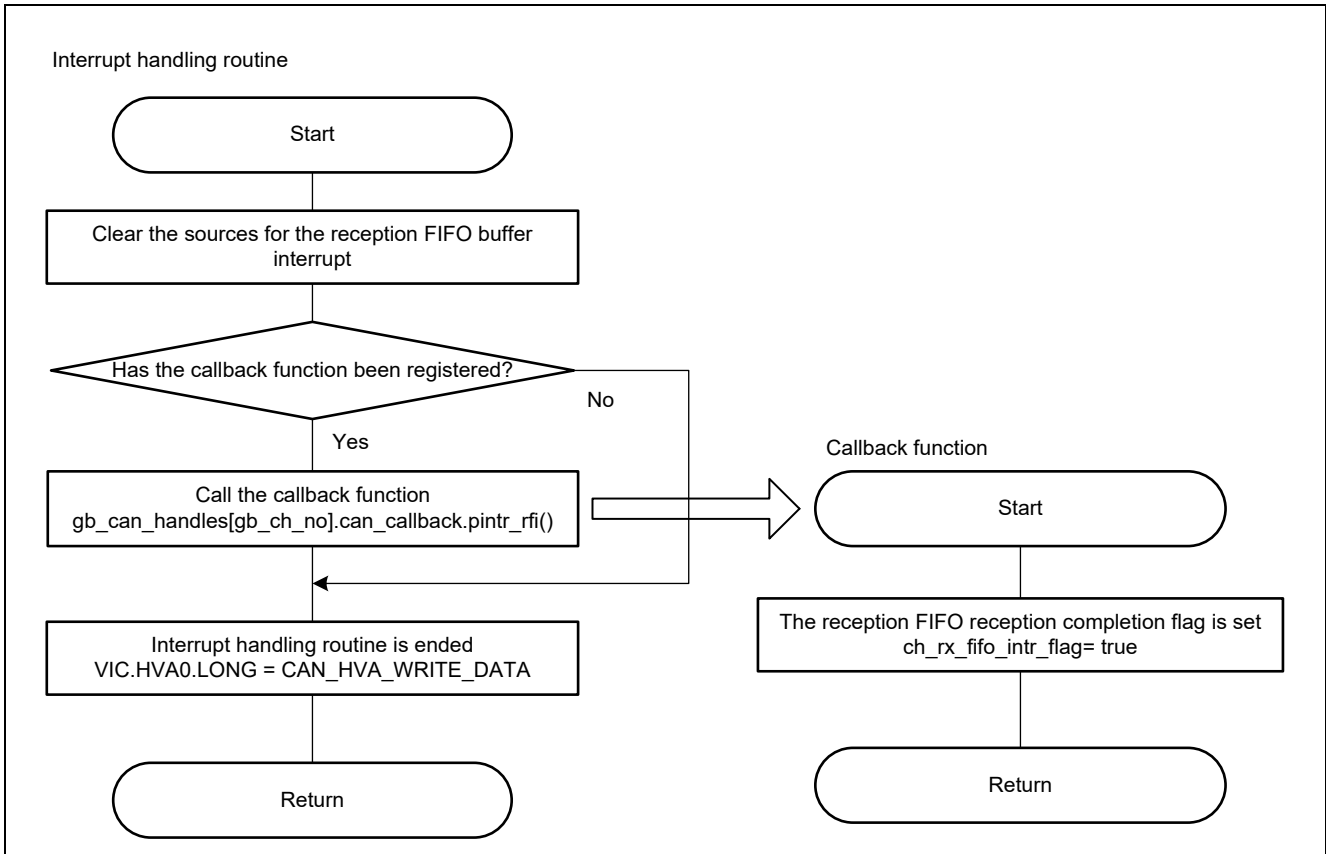 Interrupt handling routine
Start
Clear the sources for the reception FIFO buffer
interrupt
Has the callback function been registered?
No
Yes
Call the callback function
gb_can_handles[gb_ch_no].can_callback.pintr_rfi()
Interrupt handling routine is ended
VIC.HVA0.LONG = CAN_HVA_WRITE_DATA
Return
Callback function
Start
The reception FIFO reception completion flag is set
ch_rx_fifo_intr_flag= true
Return